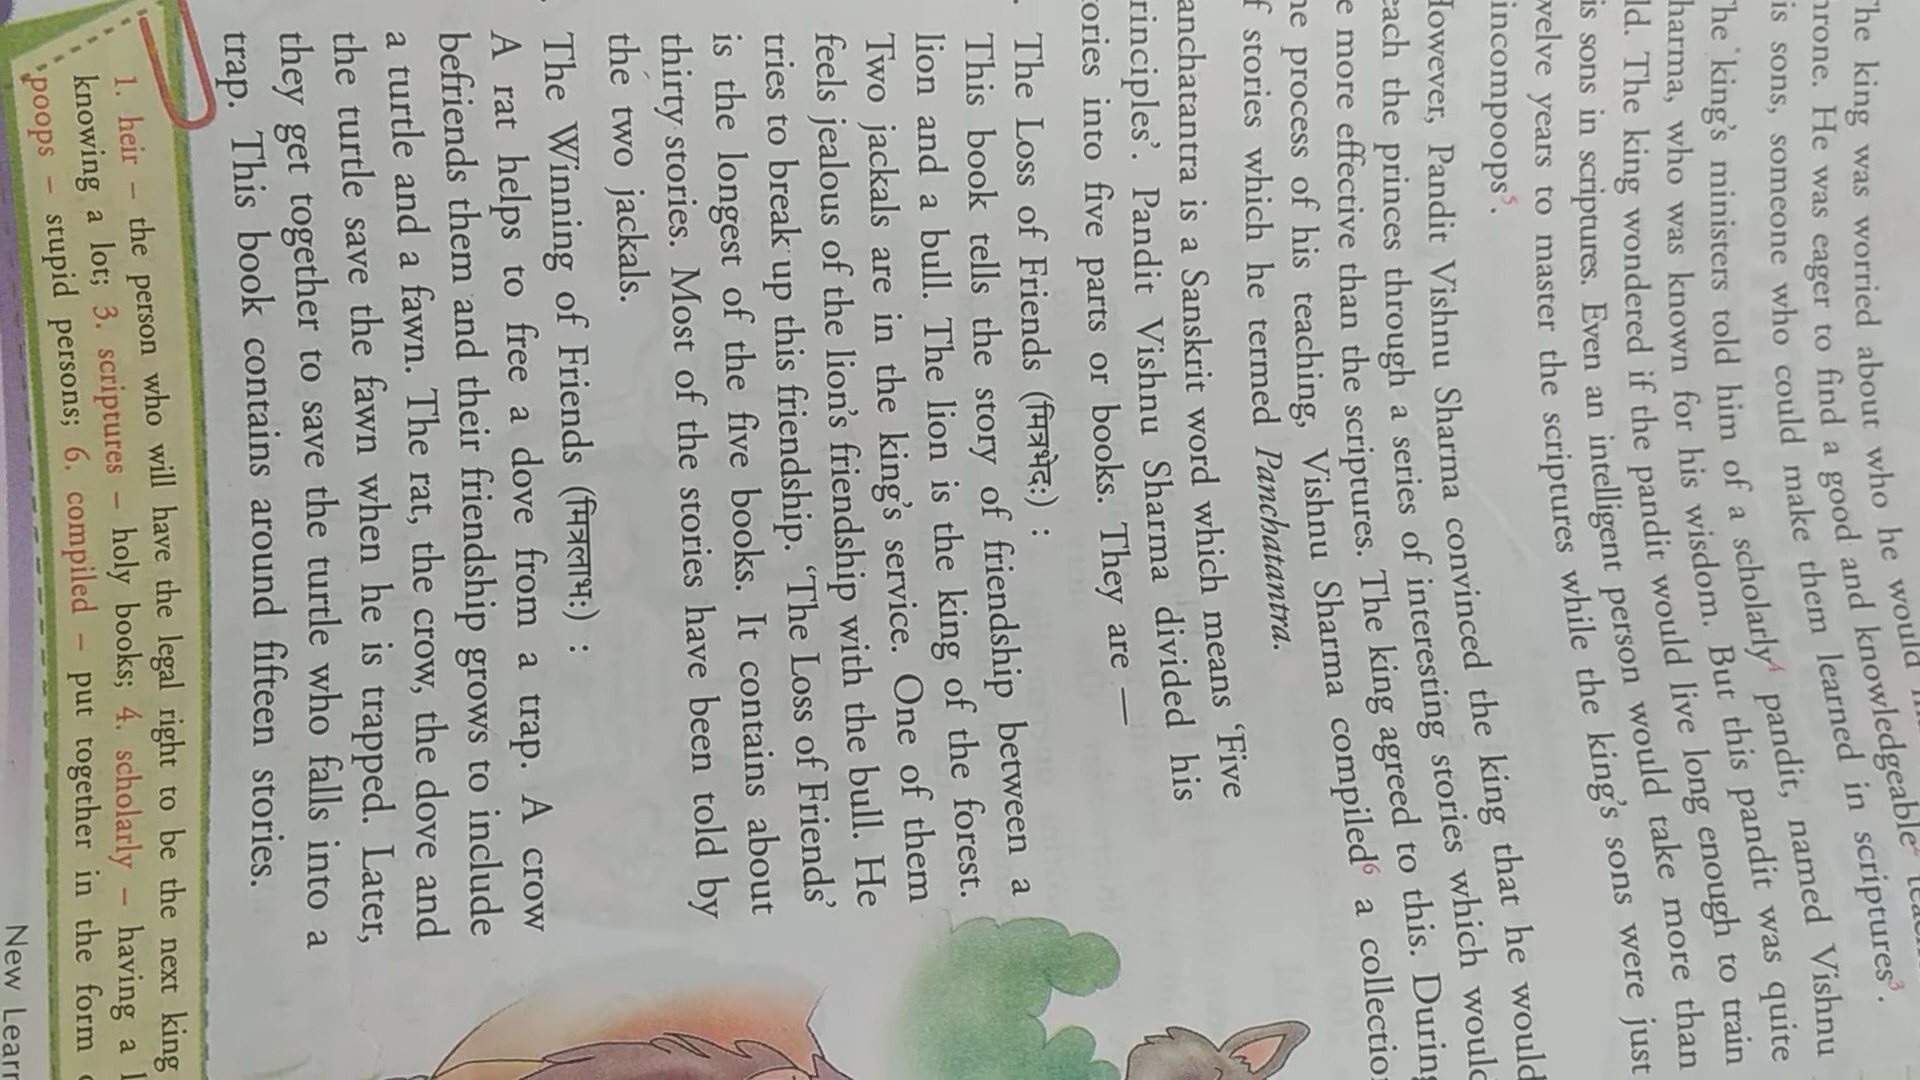 The king was worried about who he would
throne. He was eager to find a good and knowledgeable²
his sons, someone who could make them learned in scriptures³.
The king's ministers told him of a scholarly⁴ pandit, named Vishnu
Sharma, who was known for his wisdom. But this pandit was quite
old. The king wondered if the pandit would live long enough to train
his sons in scriptures. Even an intelligent person would take more than
twelve years to master the scriptures while the king's sons were just
incompoops⁵.
However, Pandit Vishnu Sharma convinced the king that he would
each the princes through a series of interesting stories which would
e more effective than the scriptures. The king agreed to this. During
he process of his teaching, Vishnu Sharma compiled⁶ a collectio
f stories which he termed Panchatantra.
anchatantra is a Sanskrit word which means ‘Five
rinciples’. Pandit Vishnu Sharma divided his
tories into five parts or books. They are —
The Loss of Friends (मित्रभेदः) :
This book tells the story of friendship between a
lion and a bull. The lion is the king of the forest.
Two jackals are in the king's service. One of them
feels jealous of the lion's friendship with the bull. He
tries to break up this friendship. ‘The Loss of Friends’
is the longest of the five books. It contains about
thirty stories. Most of the stories have been told by
the two jackals.
The Winning of Friends (मित्रलाभः) :
A rat helps to free a dove from a trap. A crow
befriends them and their friendship grows to include
a turtle and a fawn. The rat, the crow, the dove and
the turtle save the fawn when he is trapped. Later,
they get together to save the turtle who falls into a
trap. This book contains around fifteen stories.
1. heir – the person who will have the legal right to be the next king
knowing a lot; 3. scriptures – holy books; 4. scholarly – having a l
poops – stupid persons; 6. compiled – put together in the form
New Lear